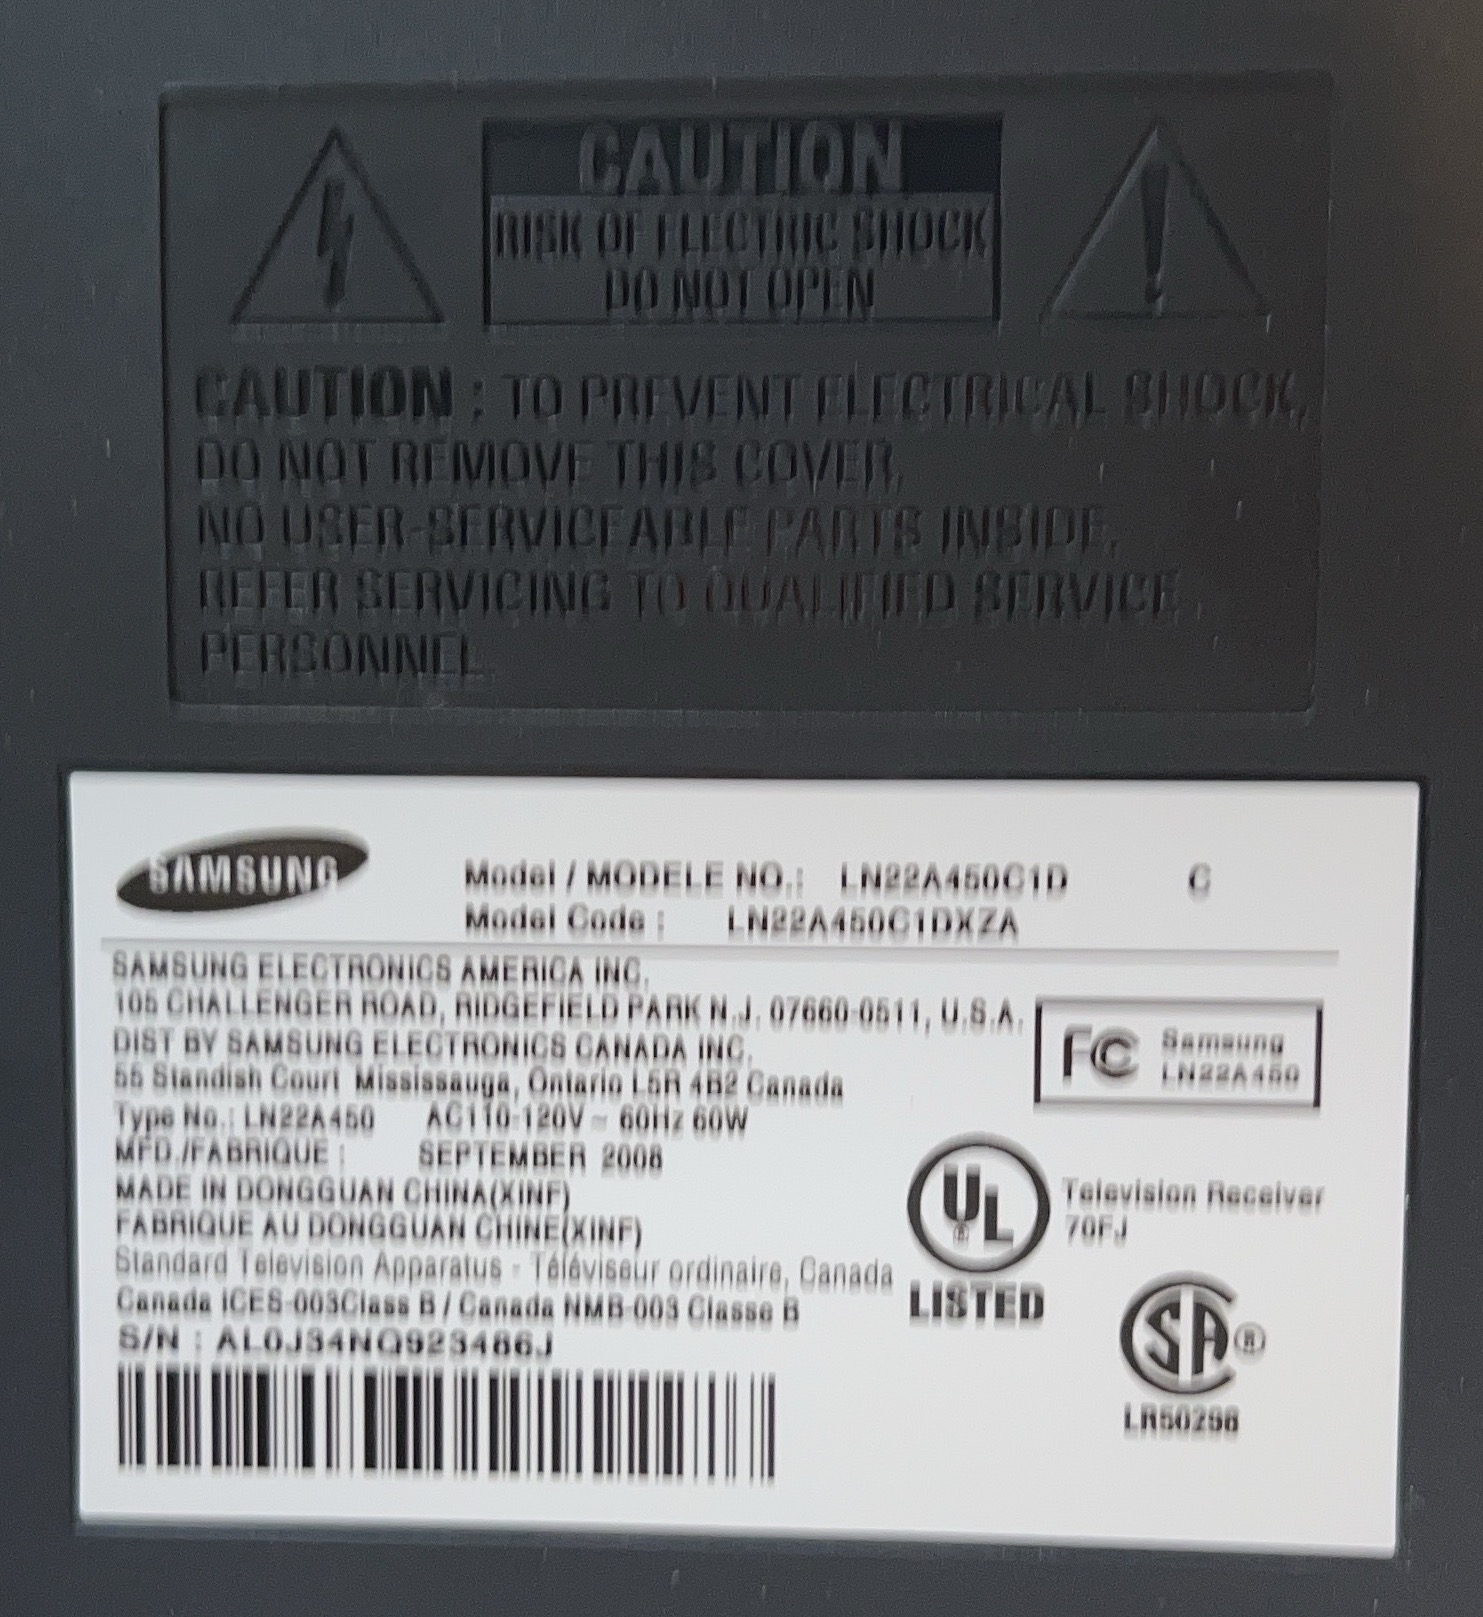 CAUTION
RISK OF ELECTRIC SHOCK
DO NOT OPEN
CAUTION : TO PREVENT ELECTRICAL SHOCK,
DO NOT REMOVE THIS COVER.
NO USER-SERVICEABLE PARTS INSIDE.
REFER SERVICING TO QUALIFIED SERVICE
PERSONNEL.
SAMSUNG
Model / MODELE NO.: LN22A450C1D C
Model Code : LN22A450C1DXZA
SAMSUNG ELECTRONICS AMERICA INC.
105 CHALLENGER ROAD, RIDGEFIELD PARK N.J. 07660-0511, U.S.A.
DIST BY SAMSUNG ELECTRONICS CANADA INC.
55 Standish Court Mississauga, Ontario L5R 4B2 Canada
FC Samsung
LN22A450
Type No.: LN22A450 AC110-120V ~ 60Hz 60W
MFD./FABRIQUE : SEPTEMBER 2008
MADE IN DONGGUAN CHINA(XINF)
FABRIQUE AU DONGGUAN CHINE(XINF)
Standard Television Apparatus - Téléviseur ordinaire, Canada
Canada ICES-003Class B / Canada NMB-003 Classe B
S/N : AL0J34NQ923486J
UL ®
LISTED
Television Receiver
70FJ
SA ®
LR50298